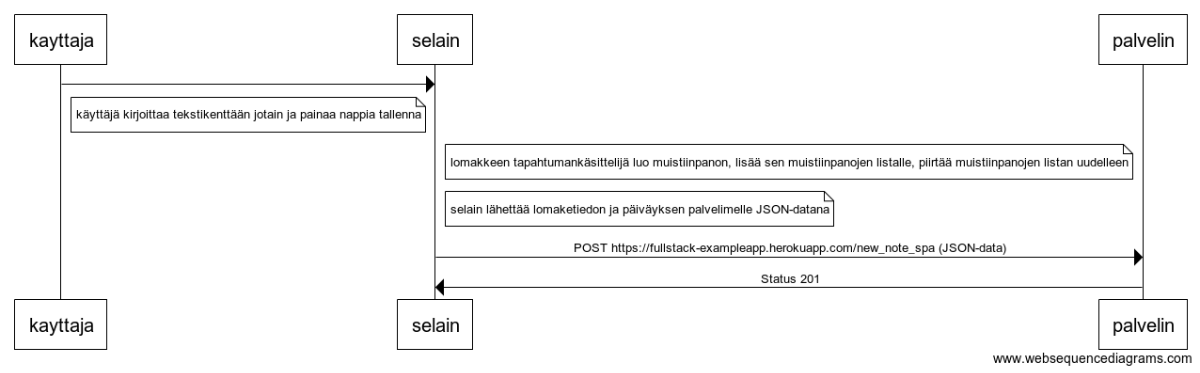 kayttaja
selain
palvelin
käyttäjä kirjoittaa tekstikenttään jotain ja painaa nappia tallenna
lomakkeen tapahtumankäsittelijä luo muistiinpanon, lisää sen muistiinpanojen listalle, piirtää muistiinpanojen listan uudelleen
selain lähettää lomaketiedon ja päiväyksen palvelimelle JSON-datana
POST https://fullstack-exampleapp.herokuapp.com/new_note_spa (JSON-data)
Status 201
kayttaja
selain
palvelin
www.websequencediagrams.com